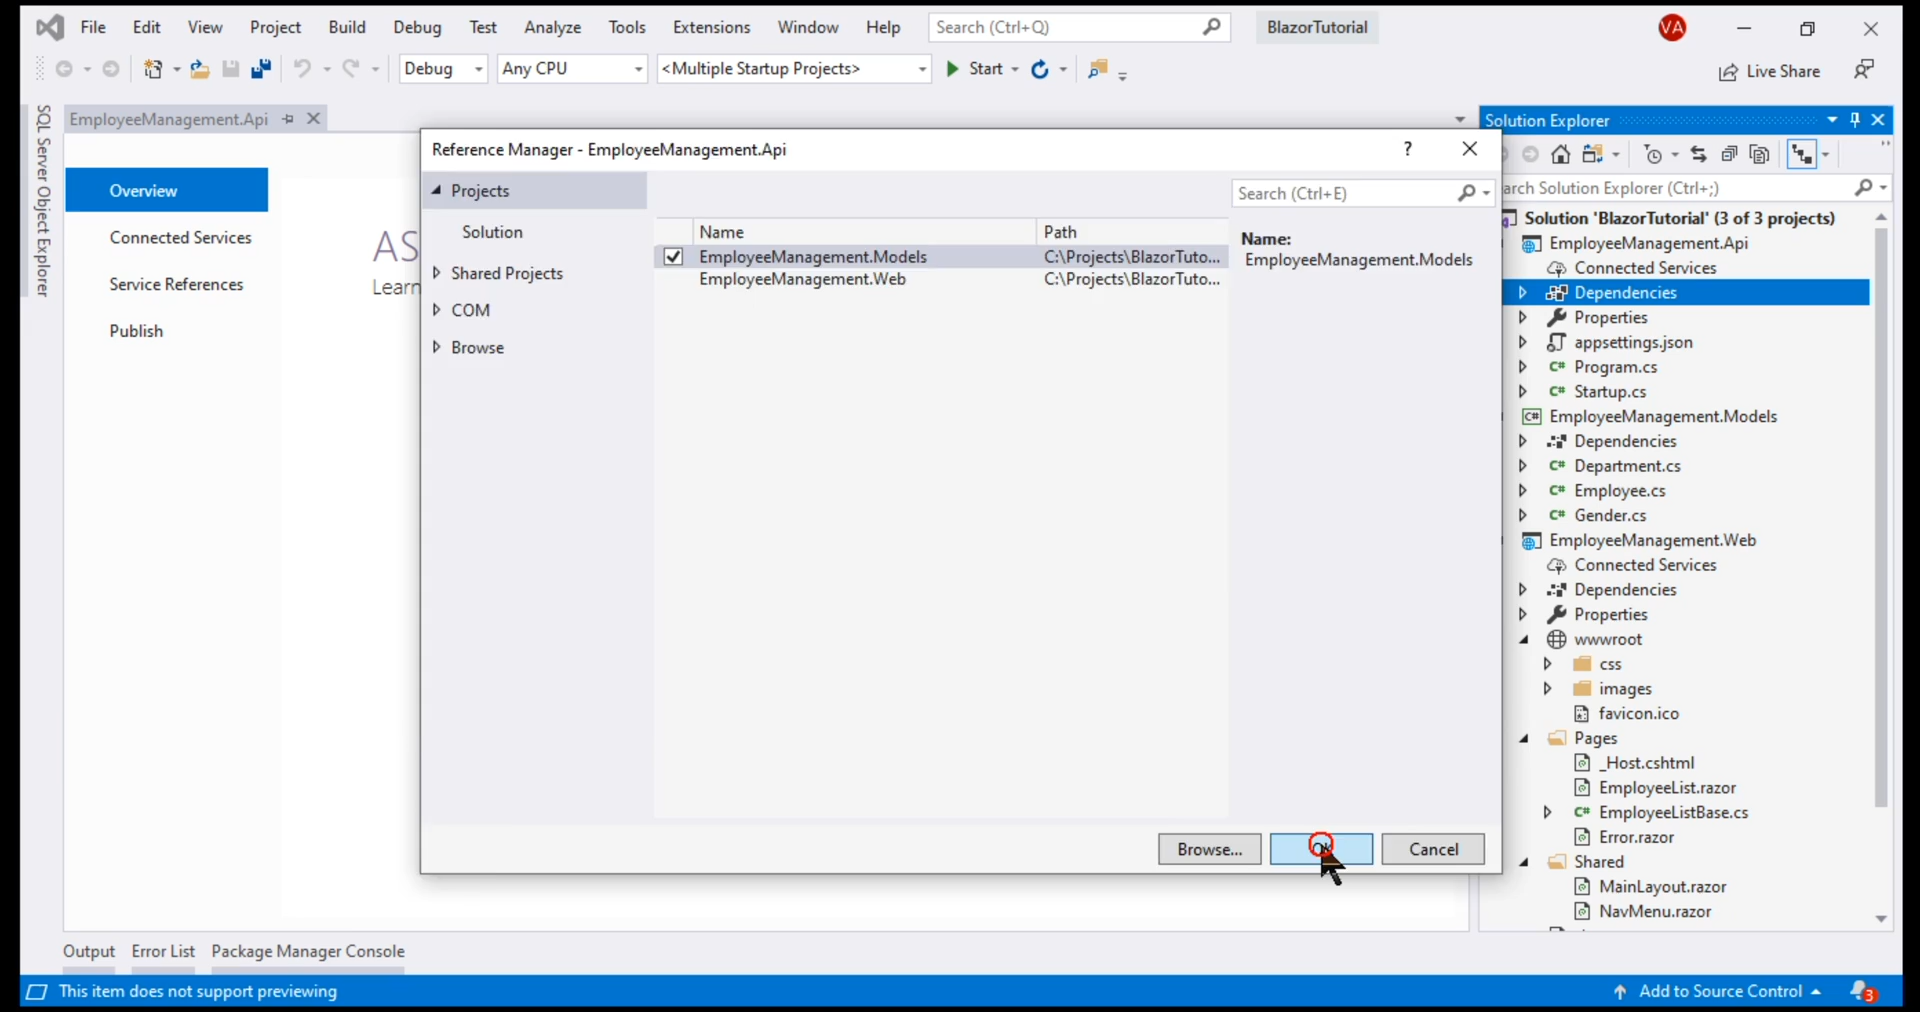 File Edit View Project Build Debug Test Analyze Tools Extensions Window Help Search (Ctrl+Q) BlazorTutorial VA
Debug Any CPU <Multiple Startup Projects> Start Live Share
SQL Server Object Explorer
EmployeeManagement.Api
Overview
Connected Services
Service References
Publish
AS
Learn
Reference Manager - EmployeeManagement.Api ?
Projects
Solution
Shared Projects
COM
Browse
Search (Ctrl+E)
Name Path
EmployeeManagement.Models C:\Projects\BlazorTuto...
EmployeeManagement.Web C:\Projects\BlazorTuto...
Name:
EmployeeManagement.Models
Browse...
Cancel
Solution Explorer
arch Solution Explorer (Ctrl+;)
Solution 'BlazorTutorial' (3 of 3 projects)
EmployeeManagement.Api
Connected Services
Dependencies
Properties
appsettings.json
C# Program.cs
C# Startup.cs
C# EmployeeManagement.Models
Dependencies
C# Department.cs
C# Employee.cs
C# Gender.cs
EmployeeManagement.Web
Connected Services
Dependencies
Properties
wwwroot
css
images
favicon.ico
Pages
_Host.cshtml
EmployeeList.razor
C# EmployeeListBase.cs
Error.razor
Shared
MainLayout.razor
NavMenu.razor
Output Error List Package Manager Console
This item does not support previewing
Add to Source Control 3